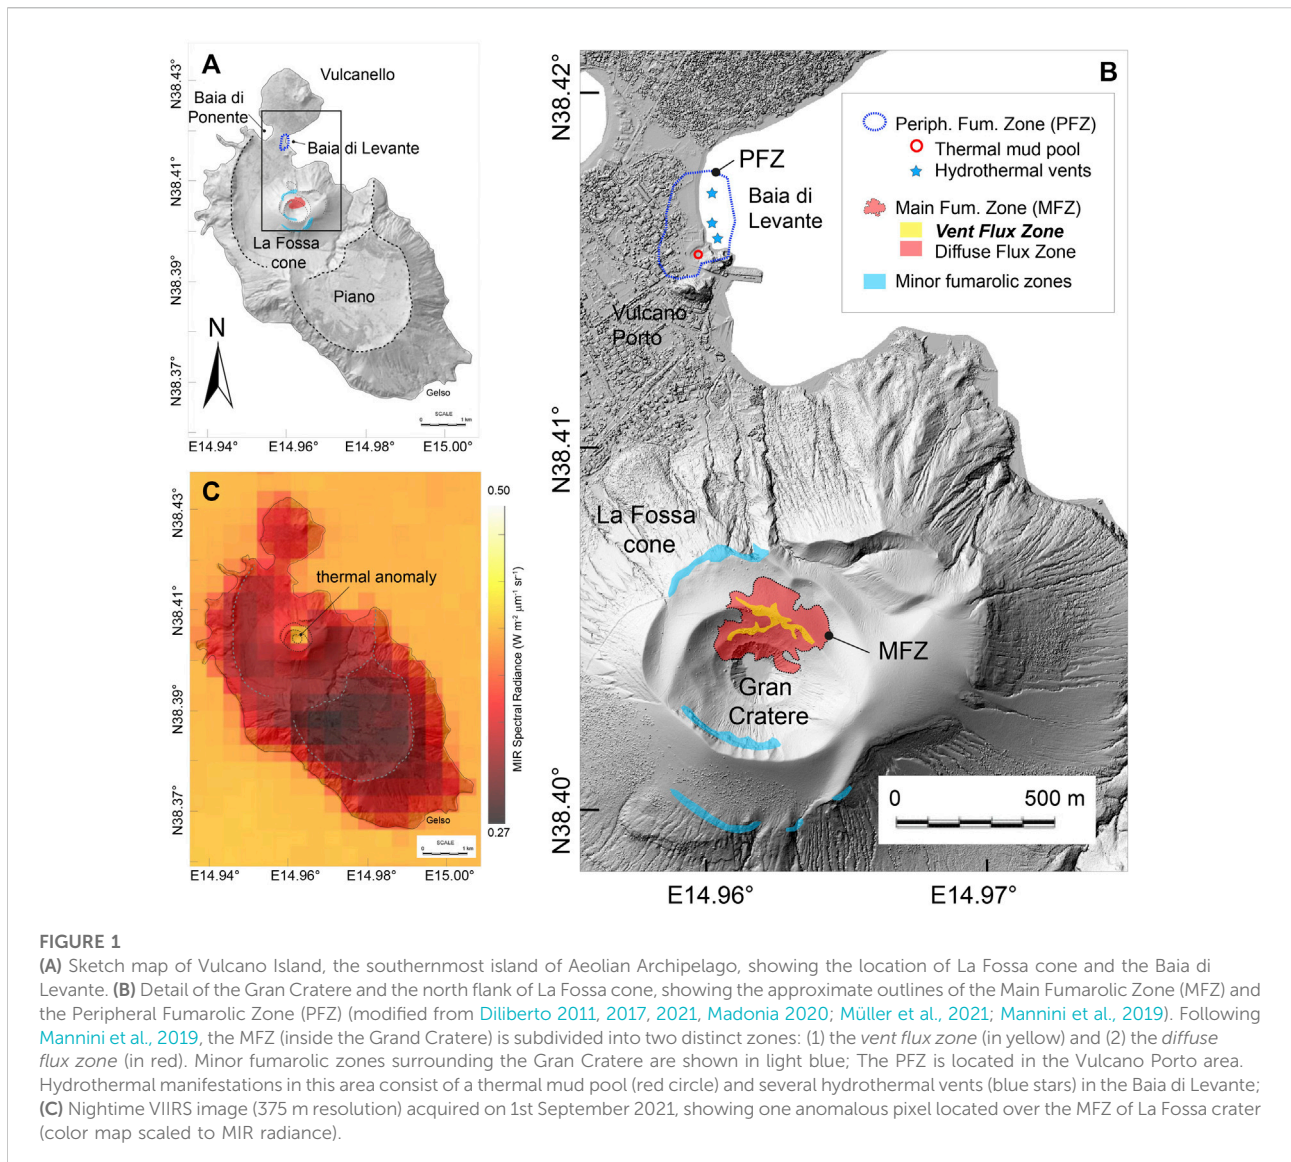 A
Vulcanello
Baia di
Ponente
Baia di Levante
La Fossa
cone
Piano
N
Gelso
SCALE
0 1 km
N38.43°
N38.41°
N38.39°
N38.37°
E14.94° E14.96° E14.98° E15.00°
B
N38.42°
N38.41°
N38.40°
PFZ
Baia di
Levante
Vulcano
Porto
Periph. Fum. Zone (PFZ)
Thermal mud pool
Hydrothermal vents
Main Fum. Zone (MFZ)
Vent Flux Zone
Diffuse Flux Zone
Minor fumarolic zones
La Fossa
cone
MFZ
Gran
Cratere
0 500 m
E14.96° E14.97°
C
thermal anomaly
Gelso
SCALE
0 1 km
N38.43°
N38.41°
N38.39°
N38.37°
E14.94° E14.96° E14.98° E15.00°
0.50
MIR Spectral Radiance (W m⁻² μm⁻¹ sr⁻¹)
0.27
FIGURE 1
(A) Sketch map of Vulcano Island, the southernmost island of Aeolian Archipelago, showing the location of La Fossa cone and the Baia di
Levante. (B) Detail of the Gran Cratere and the north flank of La Fossa cone, showing the approximate outlines of the Main Fumarolic Zone (MFZ) and
the Peripheral Fumarolic Zone (PFZ) (modified from Diliberto 2011, 2017, 2021, Madonia 2020; Müller et al., 2021; Mannini et al., 2019). Following
Mannini et al., 2019, the MFZ (inside the Grand Cratere) is subdivided into two distinct zones: (1) the vent flux zone (in yellow) and (2) the diffuse
flux zone (in red). Minor fumarolic zones surrounding the Gran Cratere are shown in light blue; The PFZ is located in the Vulcano Porto area.
Hydrothermal manifestations in this area consist of a thermal mud pool (red circle) and several hydrothermal vents (blue stars) in the Baia di Levante;
(C) Nightime VIIRS image (375 m resolution) acquired on 1st September 2021, showing one anomalous pixel located over the MFZ of La Fossa crater
(color map scaled to MIR radiance).